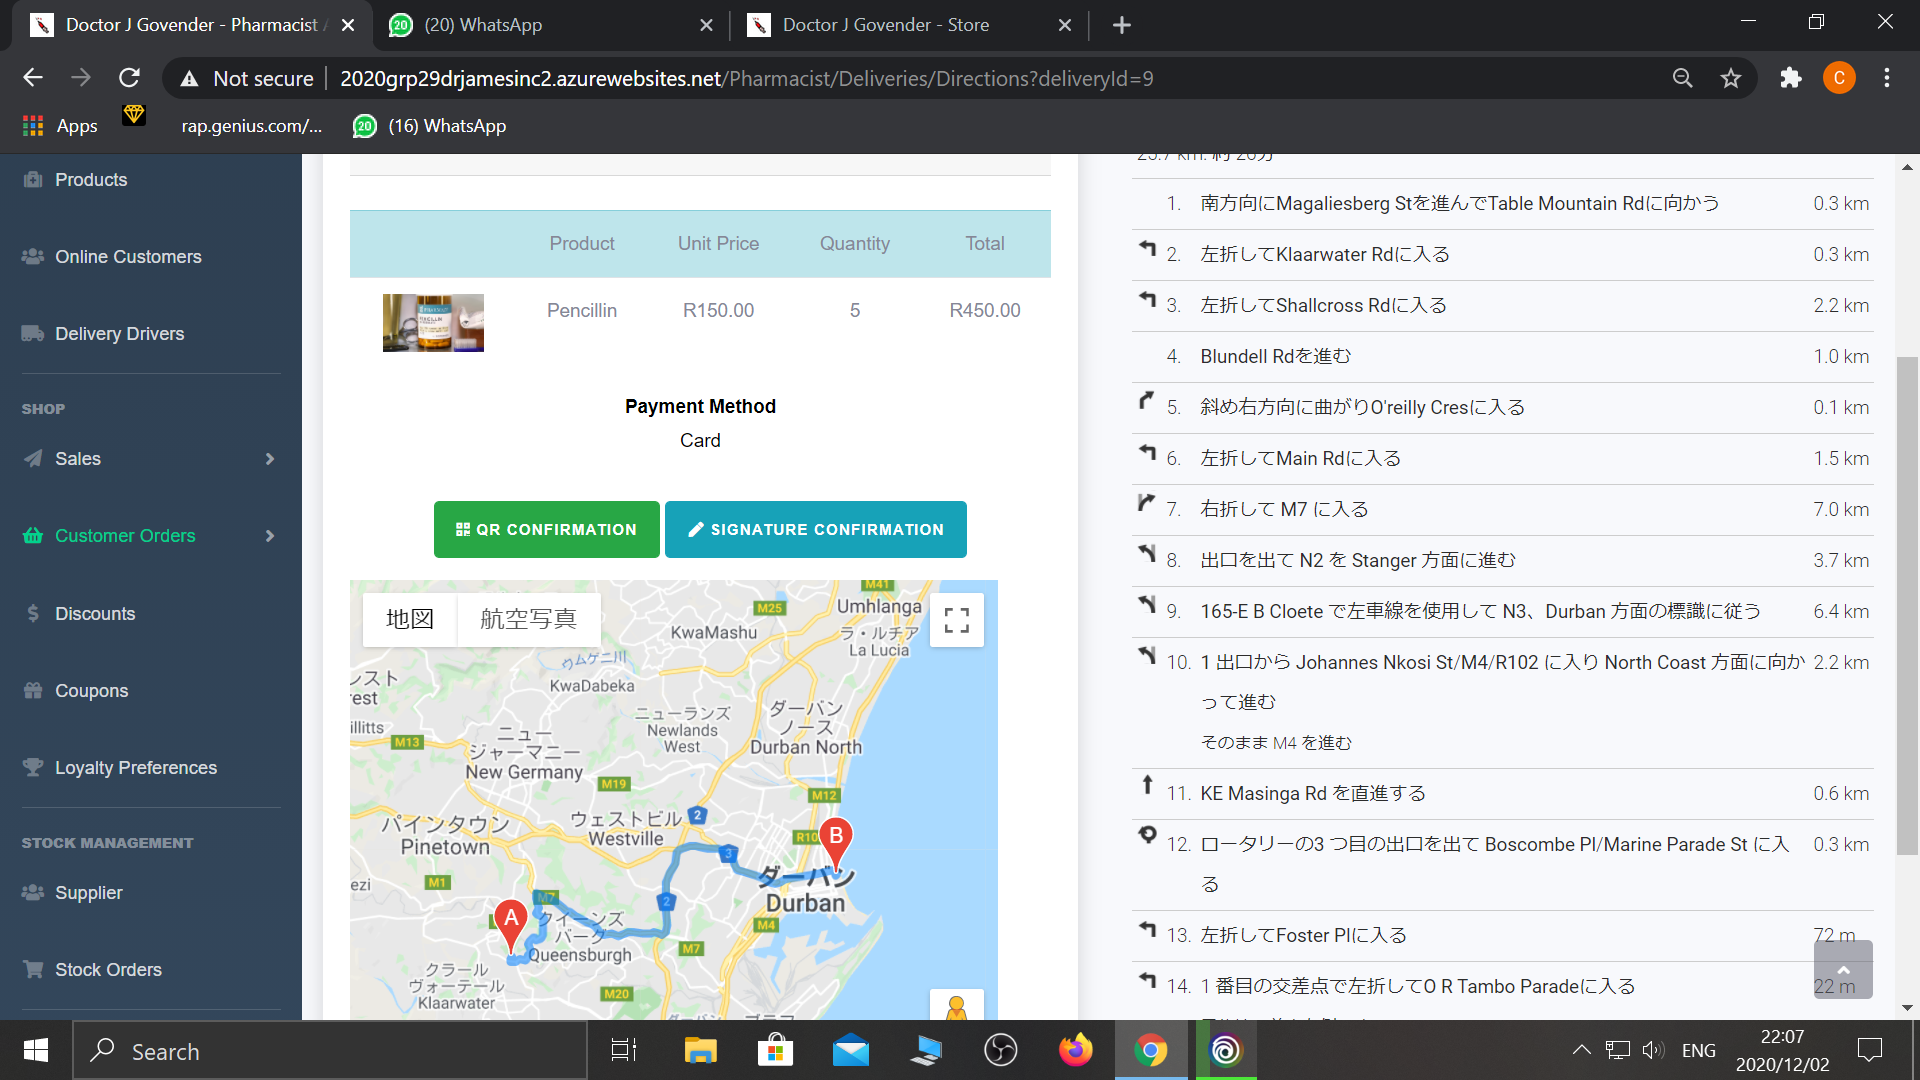 Doctor J Govender - Pharmacist
(20) WhatsApp
Doctor J Govender - Store
Not secure
2020grp29drjamesinc2.azurewebsites.net/Pharmacist/Deliveries/Directions?deliveryId=9
C
Apps
rap.genius.com/...
20
(16) WhatsApp
Products
Online Customers
Delivery Drivers
SHOP
Sales
Customer Orders
Discounts
Coupons
Loyalty Preferences
STOCK MANAGEMENT
Supplier
Stock Orders
Product Unit Price Quantity Total
Pencillin R150.00 5 R450.00
Payment Method
Card
QR CONFIRMATION
SIGNATURE CONFIRMATION
地図 航空写真
M41
M25
Umhlanga
KwaMashu
ラ・ルチア
La Lucia
ウムゲニ川
KwaDabeka
レスト
rest
illitts
ニューランズ
Newlands
West
ダーバン
ノース
Durban North
M13
ニュー
ジャーマニー
New Germany
M19
M12
パインタウン
Pinetown
ウェストビル
Westville
2
3
B
ダーバン
Durban
ezi
M1
M7
2
A
クイーンズ
バーグ
Queensburgh
M4
M7
クラール
ヴォーテール
Klaarwater
M20
1. 南方向にMagaliesberg Stを進んでTable Mountain Rdに向かう 0.3 km
2. 左折してKlaarwater Rdに入る 0.3 km
3. 左折してShallcross Rdに入る 2.2 km
4. Blundell Rdを進む 1.0 km
5. 斜め右方向に曲がりO'reilly Cresに入る 0.1 km
6. 左折してMain Rdに入る 1.5 km
7. 右折して M7 に入る 7.0 km
8. 出口を出て N2 を Stanger 方面に進む 3.7 km
9. 165-E B Cloete で左車線を使用して N3、Durban 方面の標識に従う 6.4 km
10. 1 出口から Johannes Nkosi St/M4/R102 に入り North Coast 方面に向か 2.2 km
って進む
そのまま M4 を進む
11. KE Masinga Rd を直進する 0.6 km
12. ロータリーの3 つ目の出口を出て Boscombe Pl/Marine Parade St に入 0.3 km
る
13. 左折してFoster Plに入る 72 m
14. 1 番目の交差点で左折してO R Tambo Paradeに入る 22 m
Search
ENG
22:07
2020/12/02